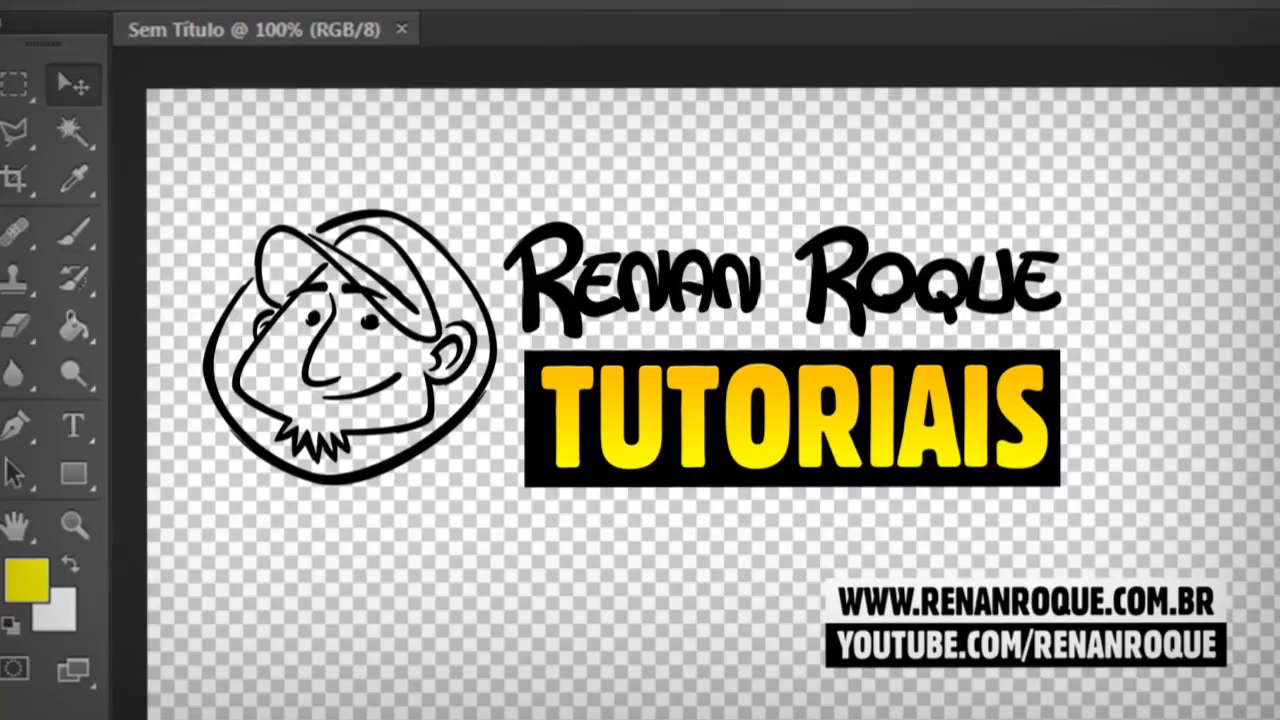 Sem Título @ 100% (RGB/8) ×
RENAN ROQUE
TUTORIAIS
T
WWW.RENANROQUE.COM.BR
YOUTUBE.COM/RENANROQUE